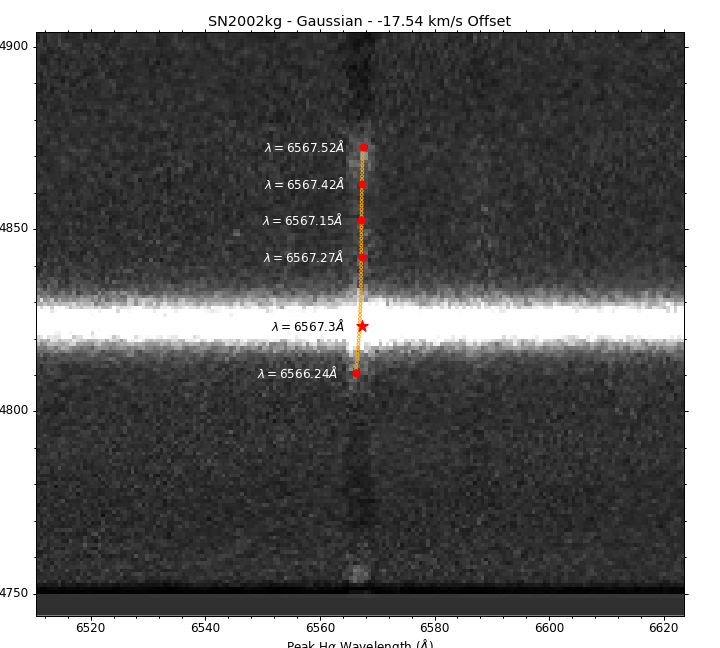 SN2002kg - Gaussian - -17.54 km/s Offset
4900
λ = 6567.52Å
λ = 6567.42Å
4850
λ = 6567.15Å
λ = 6567.27Å
λ = 6567.3Å
λ = 6566.24Å
4800
4750
6520 6540 6560 6580 6600 6620
Peak Hα Wavelength (Å)